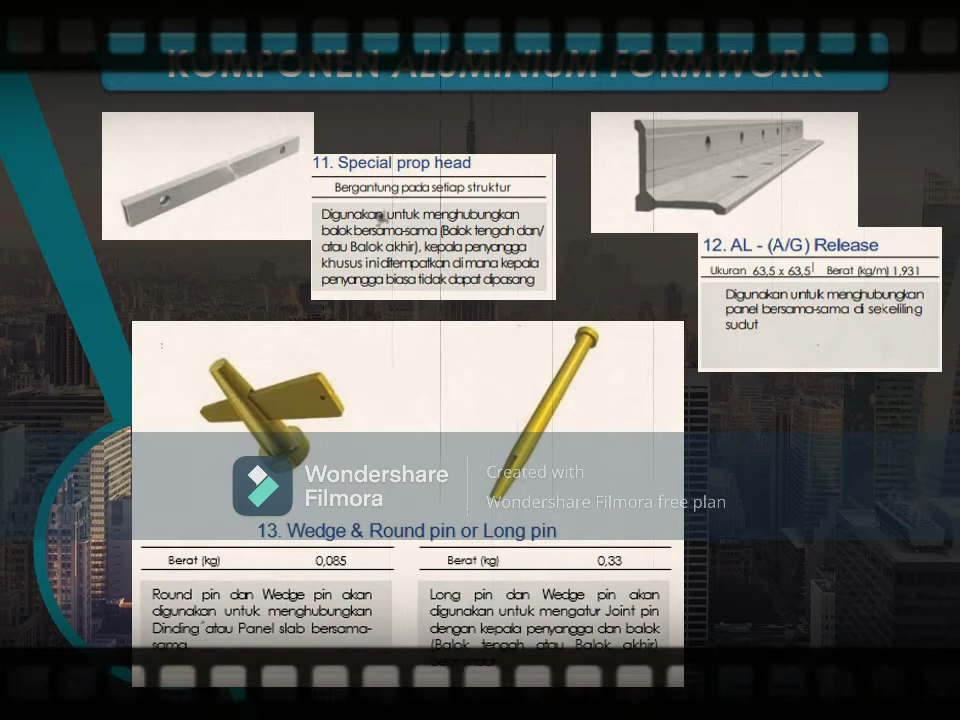 KOMPONEN ALUMINIUM FORMWORK
11. Special prop head
Bergantung pada setiap struktur
Digunakan untuk menghubungkan
balok bersama-sama (Balok tengah dan/
atau Balok akhir), kepala penyangga
khusus ini ditempatkan di mana kepala
penyangga biasa tidak dapat dipasang
12. AL - (A/G) Release
Ukuran 63,5 x 63,5 Berat (kg/m) 1,931
Digunakan untuk menghubungkan
panel bersama-sama di sekeliling
sudut
Wondershare
Filmora
Created with
Wondershare Filmora free plan
13. Wedge & Round pin or Long pin
Berat (kg) 0,085
Round pin dan Wedge pin akan
digunakan untuk menghubungkan
Dinding atau Panel slab bersama-
sama
Berat (kg) 0,33
Long pin dan Wedge pin akan
digunakan untuk mengatur Joint pin
dengan kepala penyangga dan balok
(Balok tengah atau Balok akhir)